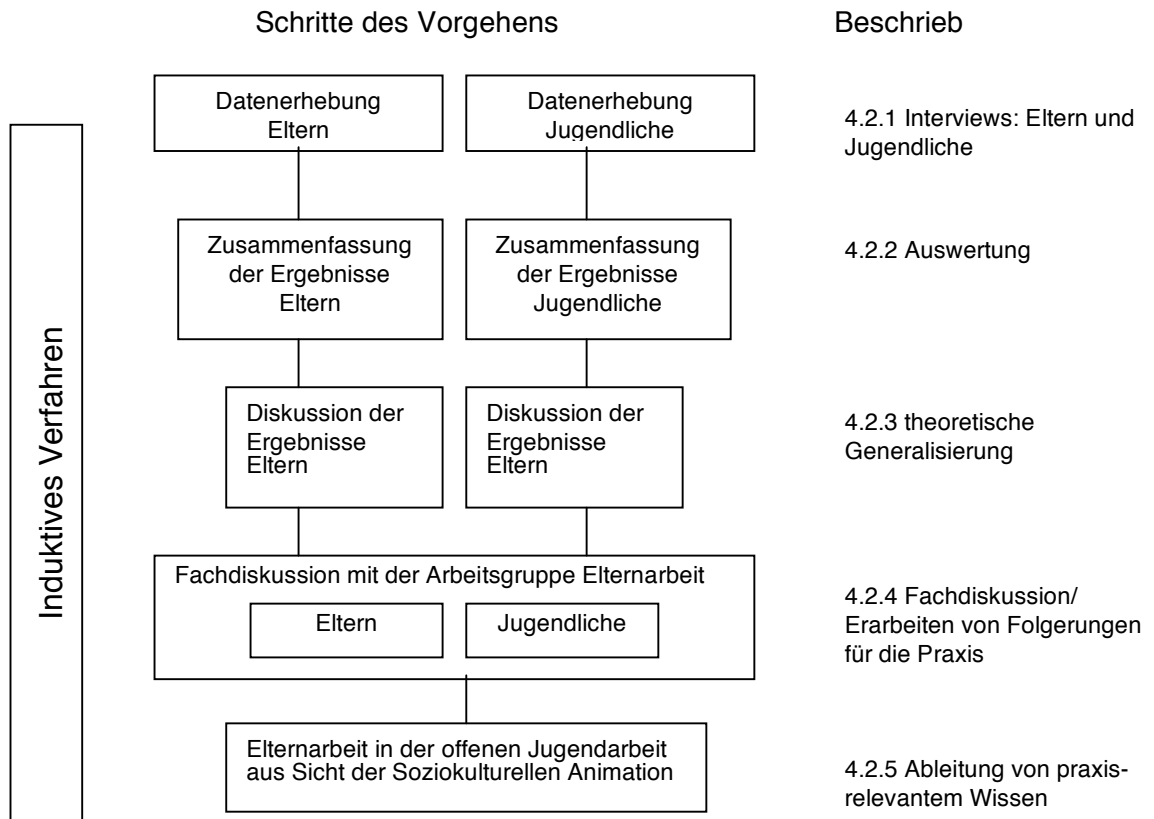 Schritte des Vorgehens
Beschrieb
Induktives Verfahren
Datenerhebung
Eltern
Datenerhebung
Jugendliche
4.2.1 Interviews: Eltern und
Jugendliche
Zusammenfassung
der Ergebnisse
Eltern
Zusammenfassung
der Ergebnisse
Jugendliche
4.2.2 Auswertung
Diskussion der
Ergebnisse
Eltern
Diskussion der
Ergebnisse
Eltern
4.2.3 theoretische
Generalisierung
Fachdiskussion mit der Arbeitsgruppe Elternarbeit
Eltern
Jugendliche
4.2.4 Fachdiskussion/
Erarbeiten von Folgerungen
für die Praxis
Elternarbeit in der offenen Jugendarbeit
aus Sicht der Soziokulturellen Animation
4.2.5 Ableitung von praxis-
relevantem Wissen